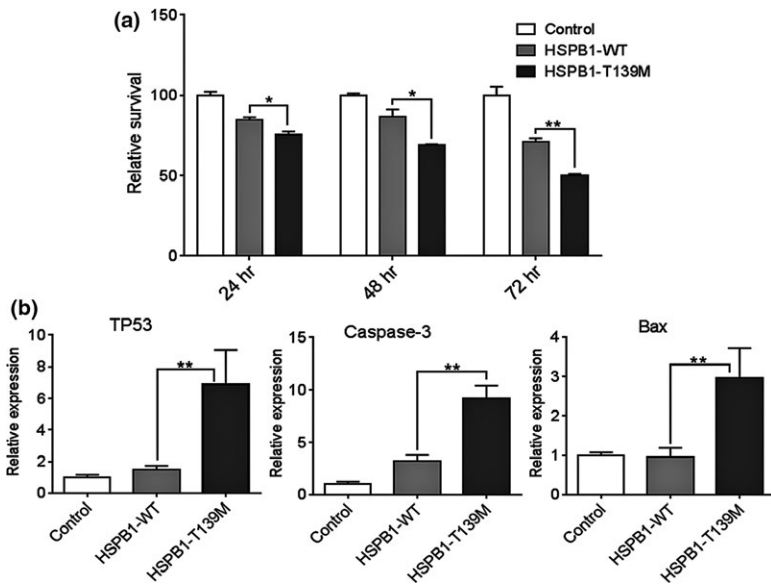 (a)
Control
HSPB1-WT
HSPB1-T139M
Relative survival
150
100
50
0
*
*
**
24 hr
48 hr
72 hr
(b)
TP53
Relative expression
10
8
6
4
2
0
**
Control
HSPB1-WT
HSPB1-T139M
Caspase-3
Relative expression
15
10
5
0
**
Control
HSPB1-WT
HSPB1-T139M
Bax
Relative expression
4
3
2
1
0
**
Control
HSPB1-WT
HSPB1-T139M